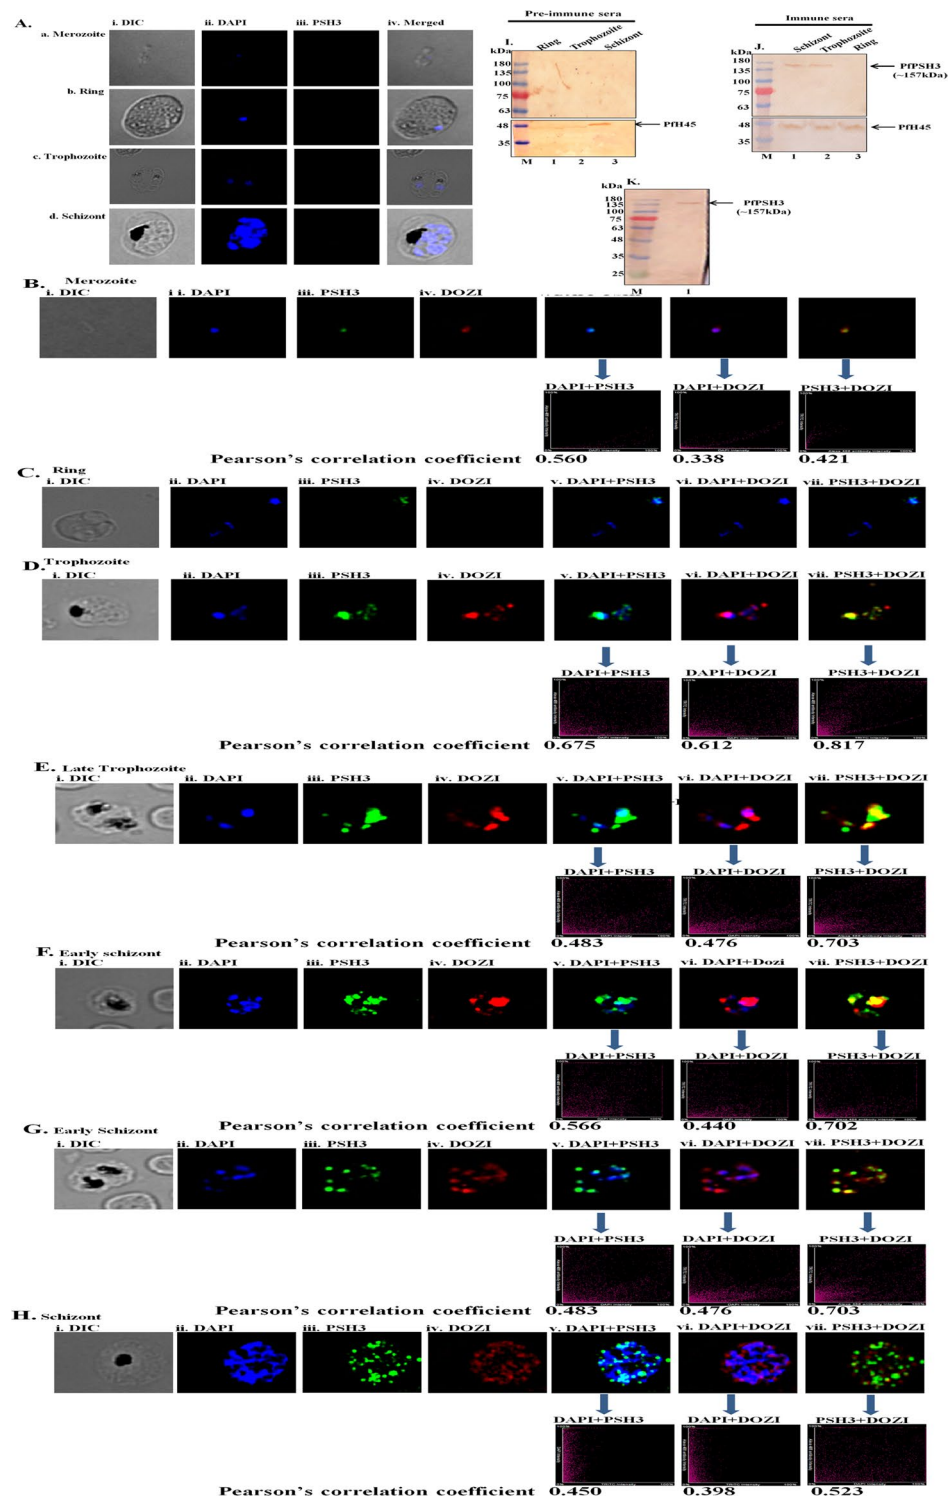 A.
i. DIC ii. DAPI iii. PSH3 iv. Merged
a. Merozoite
b. Ring
c. Trophozoite
d. Schizont
Pre-immune sera
I.
kDa
Ring
Trophozoite
Schizont
180
135
100
75
63
48
35
PfH45
M 1 2 3
Immune sera
J.
kDa
Schizont
Trophozoite
Ring
180
135
100
75
63
48
35
PfPSH3
(~157kDa)
PfH45
M 1 2 3
K.
kDa
180
135
100
75
63
48
35
25
PfPSH3
(~157kDa)
M 1
B. Merozoite
i. DIC i i. DAPI iii. PSH3 iv. DOZI
DAPI+PSH3 DAPI+DOZI PSH3+DOZI
Pearson's correlation coefficient 0.560 0.338 0.421
C. Ring
i. DIC ii. DAPI iii. PSH3 iv. DOZI v. DAPI+PSH3 vi. DAPI+DOZI vii. PSH3+DOZI
D. Trophozoite
i. DIC ii. DAPI iii. PSH3 iv. DOZI v. DAPI+PSH3 vi. DAPI+DOZI vii. PSH3+DOZI
DAPI+PSH3 DAPI+DOZI PSH3+DOZI
Pearson's correlation coefficient 0.675 0.612 0.817
E. Late Trophozoite
i. DIC ii. DAPI iii. PSH3 iv. DOZI v. DAPI+PSH3 vi. DAPI+DOZI vii. PSH3+DOZI
DAPI+PSH3 DAPI+DOZI PSH3+DOZI
Pearson's correlation coefficient 0.483 0.476 0.703
F. Early schizont
i. DIC ii. DAPI iii. PSH3 iv. DOZI v. DAPI+PSH3 vi. DAPI+Dozi vii. PSH3+DOZI
DAPI+PSH3 DAPI+DOZI PSH3+DOZI
Pearson's correlation coefficient 0.566 0.440 0.702
G. Early Schizont
i. DIC ii. DAPI iii. PSH3 iv. DOZI v. DAPI+PSH3 vi. DAPI+DOZI vii. PSH3+DOZI
DAPI+PSH3 DAPI+DOZI PSH3+DOZI
Pearson's correlation coefficient 0.483 0.476 0.703
H. Schizont
i. DIC ii. DAPI iii. PSH3 iv. DOZI v. DAPI+PSH3 vi. DAPI+DOZI vii. PSH3+DOZI
DAPI+PSH3 DAPI+DOZI PSH3+DOZI
Pearson's correlation coefficient 0.450 0.398 0.523